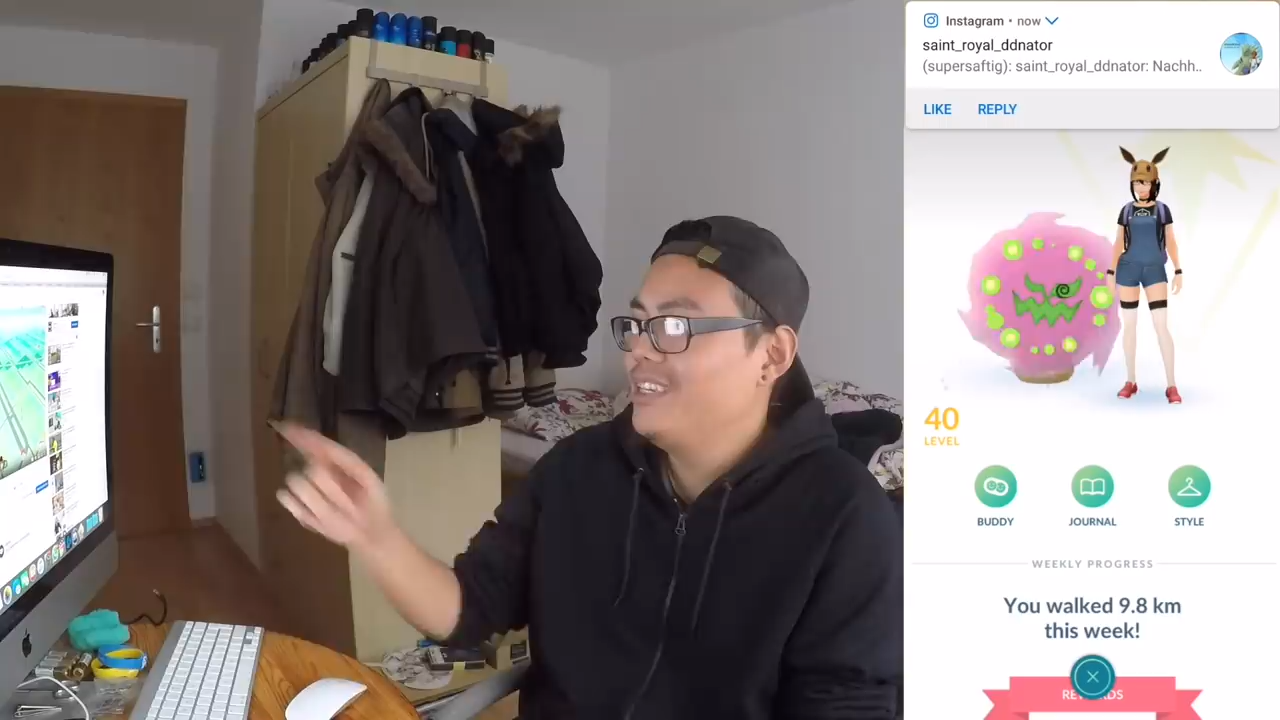 Instagram • now
saint_royal_ddnator
(supersaftig): saint_royal_ddnator: Nachh..
LIKE REPLY
40
LEVEL
BUDDY JOURNAL STYLE
WEEKLY PROGRESS
You walked 9.8 km
this week!